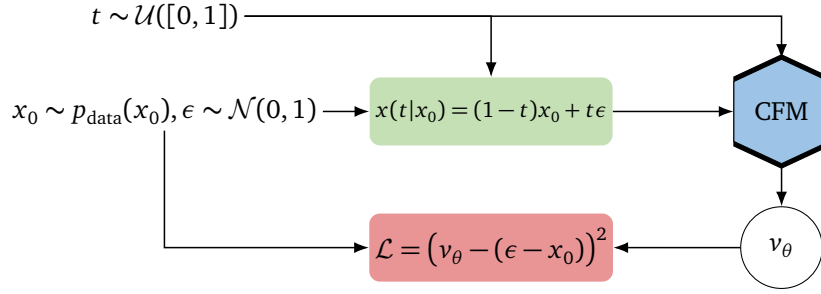 t ∼ 𝒰([0, 1])
x₀ ∼ p_data(x₀), ϵ ∼ 𝒩(0, 1)
x(t|x₀) = (1 − t)x₀ + tϵ
CFM
ℒ = (v_θ − (ϵ − x₀))²
v_θ